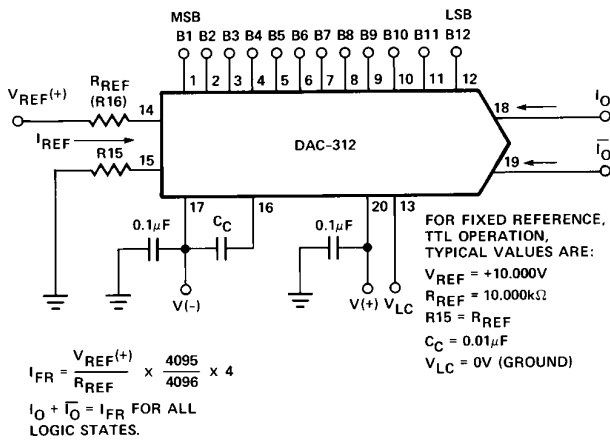 MSB LSB
B1 B2 B3 B4 B5 B6 B7 B8 B9 B10 B11 B12
1 2 3 4 5 6 7 8 9 10 11 12
VREF(+)
RREF
(R16)
14
IREF
R15
15
DAC-312
18
IO
19
I̅O̅
17
16
20
13
0.1μF
CC
0.1μF
V(-)
V(+)
VLC
FOR FIXED REFERENCE,
TTL OPERATION,
TYPICAL VALUES ARE:
VREF = +10.000V
RREF = 10.000kΩ
R15 = RREF
CC = 0.01μF
VLC = 0V (GROUND)
IFR = VREF(+) / RREF x 4095 / 4096 x 4
IO + I̅O̅ = IFR FOR ALL
LOGIC STATES.